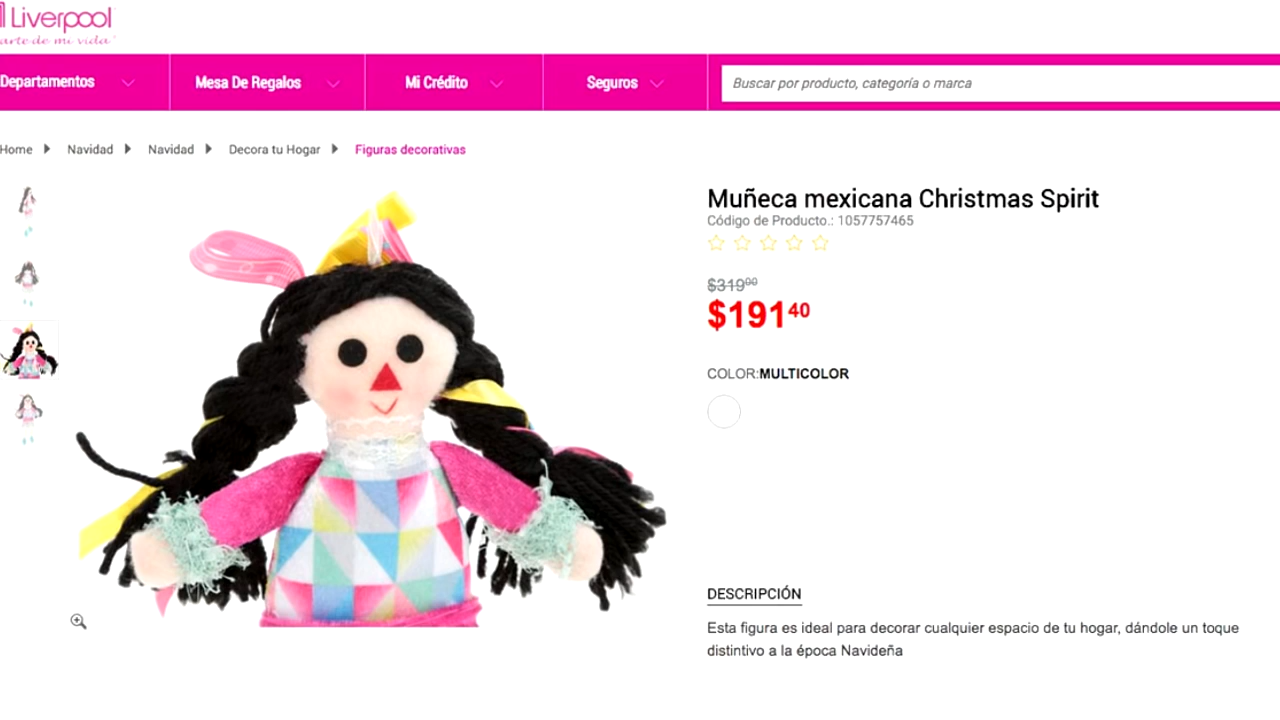 Liverpool
arte de mi vida
Departamentos
Mesa De Regalos
Mi Crédito
Seguros
Buscar por producto, categoría o marca
Home
Navidad
Navidad
Decora tu Hogar
Figuras decorativas
Muñeca mexicana Christmas Spirit
Código de Producto.: 1057757465
$319⁰⁰
$191⁴⁰
COLOR:MULTICOLOR
DESCRIPCIÓN
Esta figura es ideal para decorar cualquier espacio de tu hogar, dándole un toque
distintivo a la época Navideña